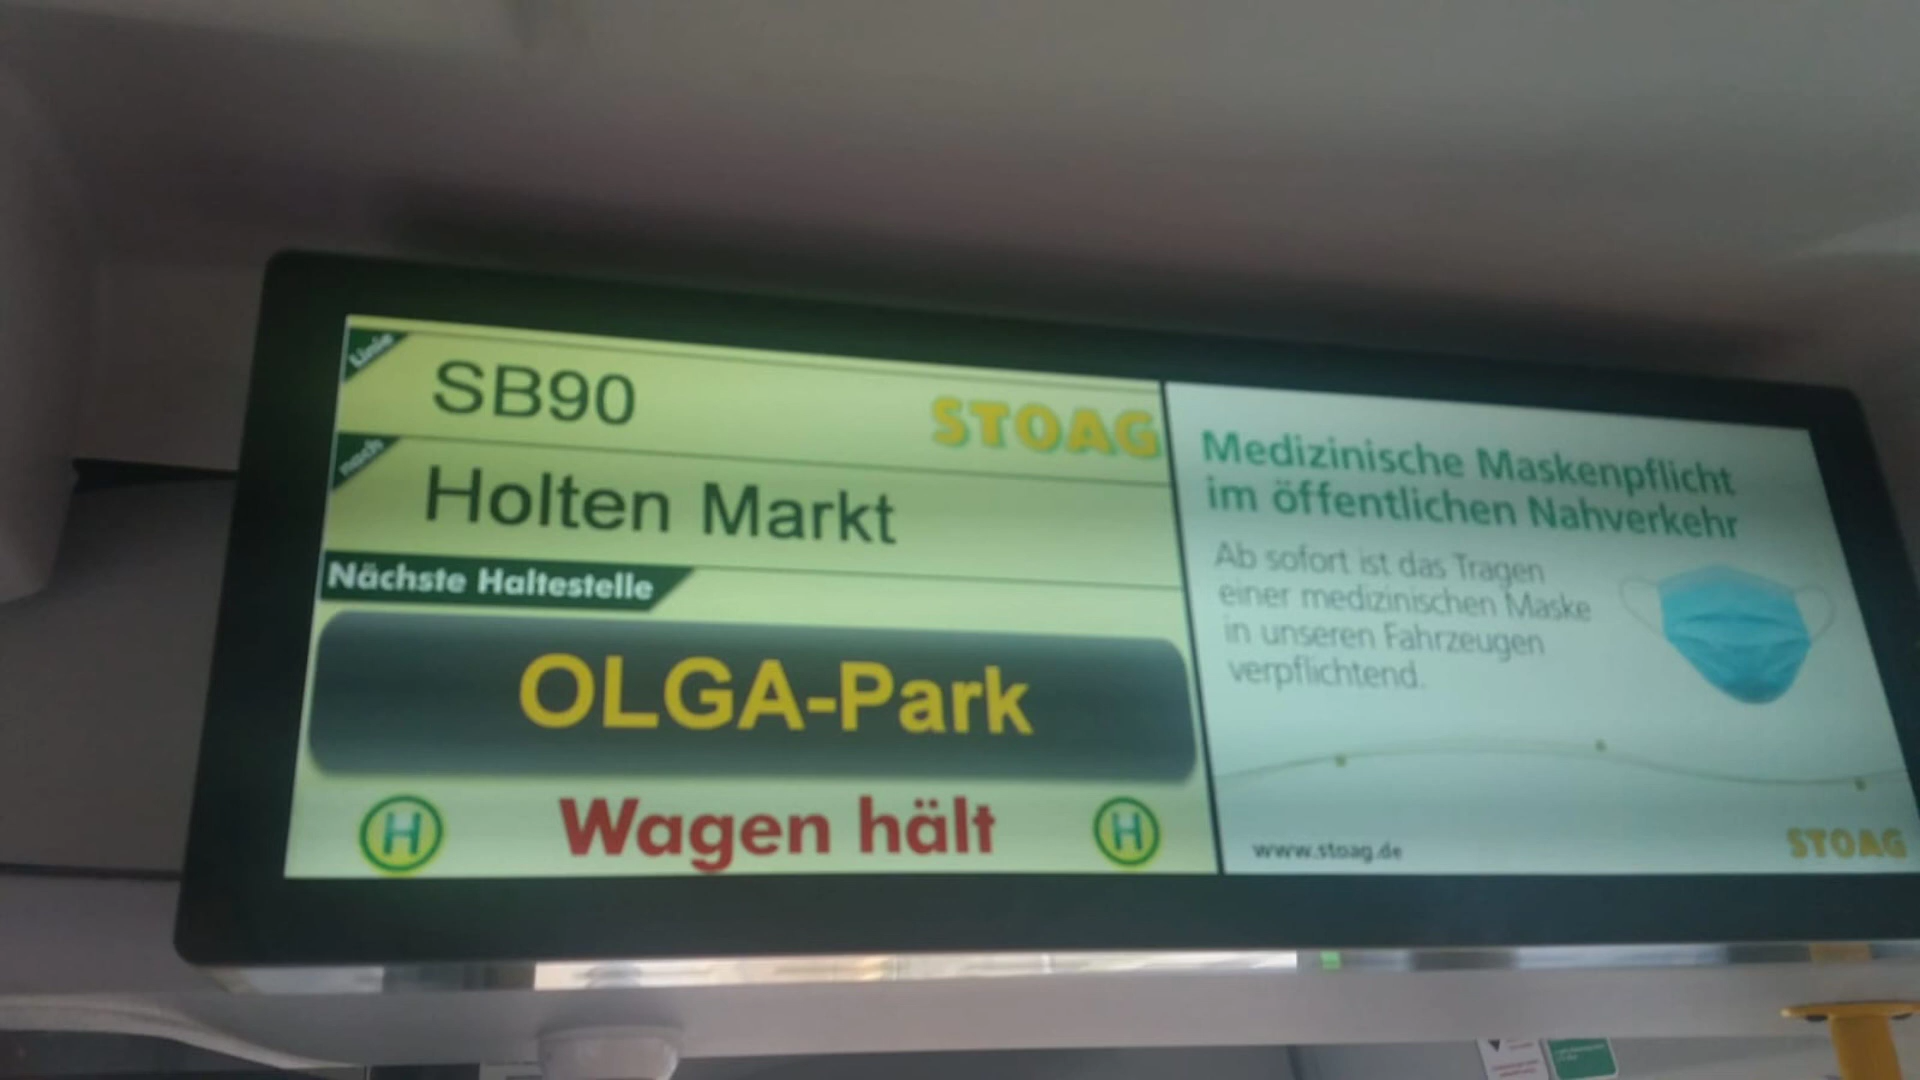 Linie
SB90
STOAG
nach
Holten Markt
Nächste Haltestelle
OLGA-Park
H Wagen hält H
Medizinische Maskenpflicht
im öffentlichen Nahverkehr
Ab sofort ist das Tragen
einer medizinischen Maske
in unseren Fahrzeugen
verpflichtend.
www.stoag.de
STOAG